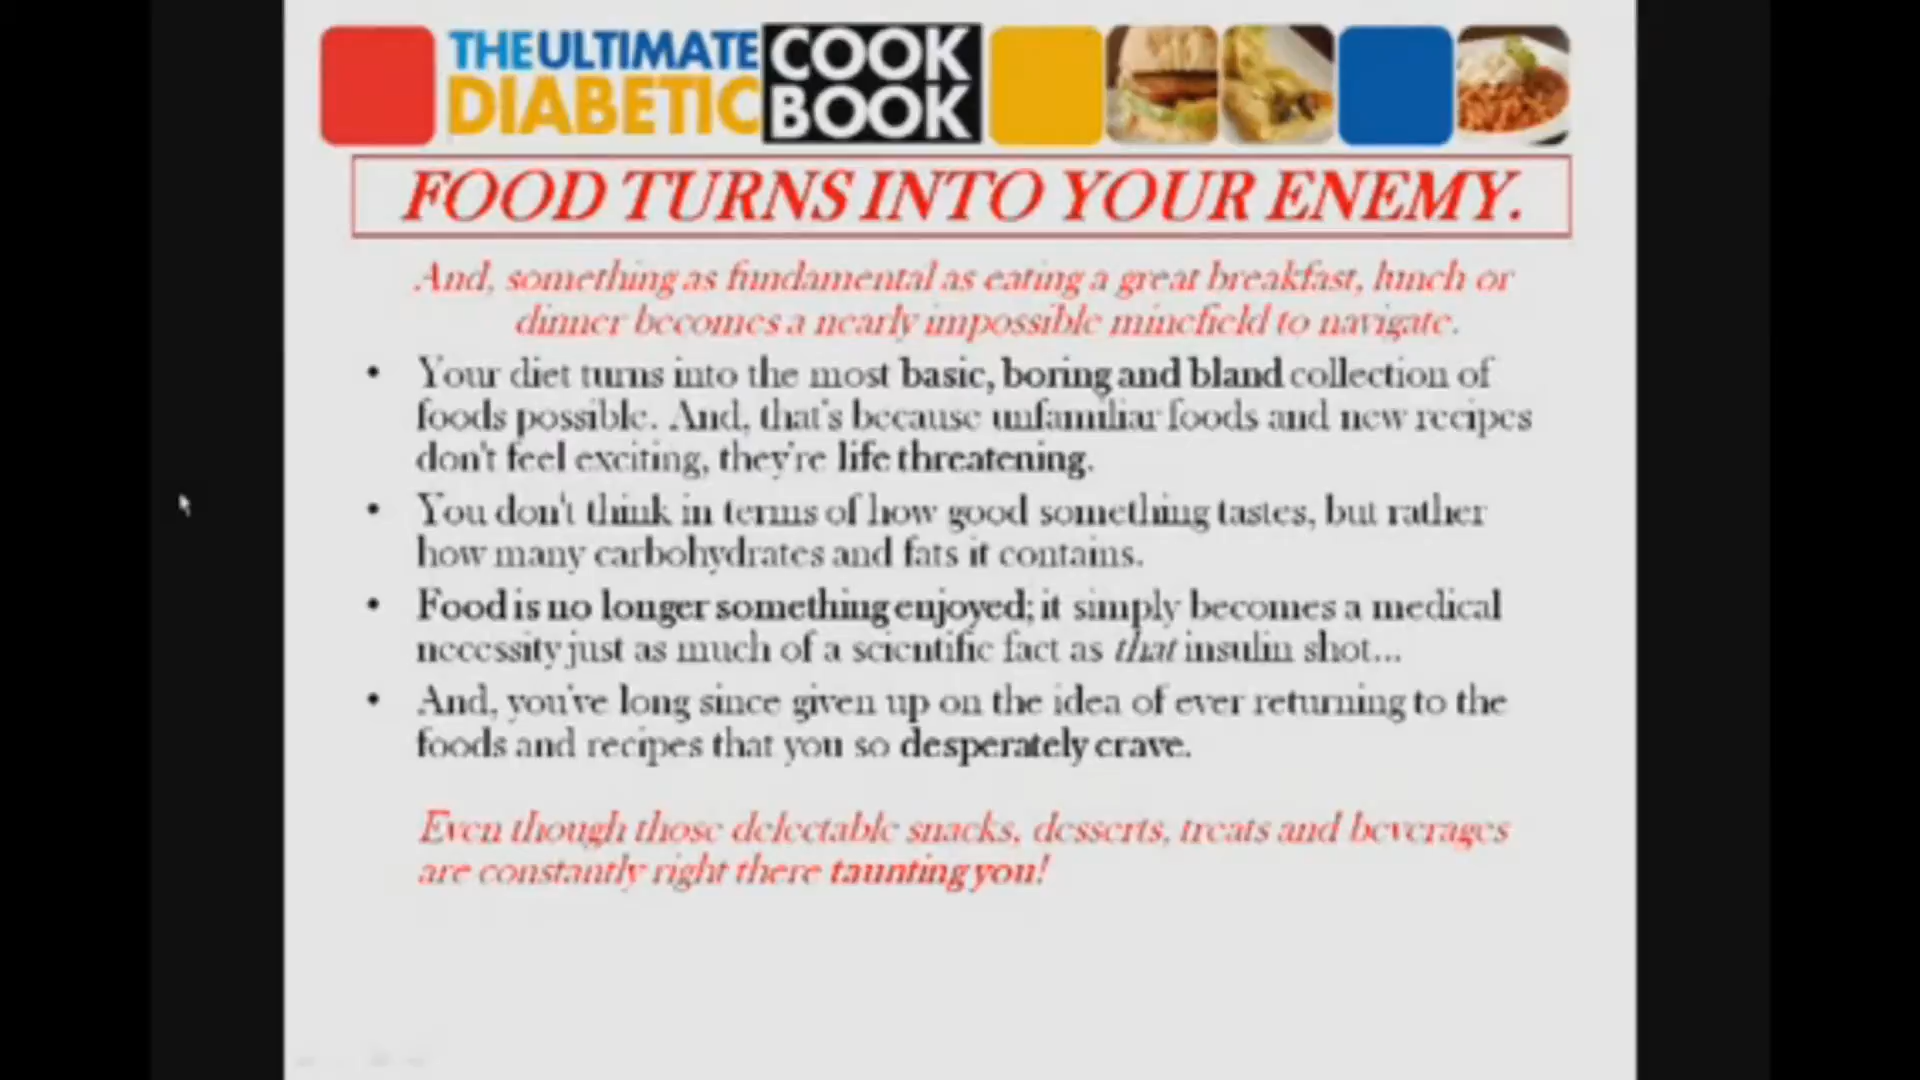 THE ULTIMATE
DIABETIC
COOK
BOOK
FOOD TURNS INTO YOUR ENEMY.
And, something as fundamental as eating a great breakfast, lunch or
dinner becomes a nearly impossible minefield to navigate.
• Your diet turns into the most basic, boring and bland collection of
foods possible. And, that's because unfamiliar foods and new recipes
don't feel exciting, they're life threatening.
• You don't think in terms of how good something tastes, but rather
how many carbohydrates and fats it contains.
• Food is no longer something enjoyed; it simply becomes a medical
necessity just as much of a scientific fact as that insulin shot...
• And, you've long since given up on the idea of ever returning to the
foods and recipes that you so desperately crave.
Even though those delectable snacks, desserts, treats and beverages
are constantly right there taunting you!